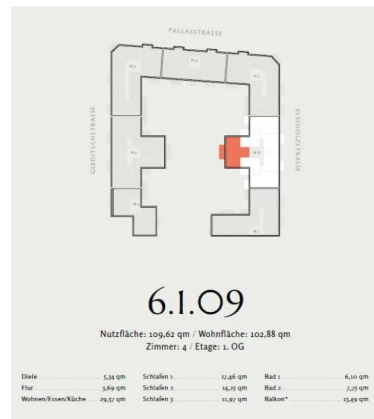 PALLASSTRASSE
GLEDITSCHSTRASSE
ELSSHOLZSTRASSE
6.1.09
Nutzfläche: 109,62 qm / Wohnfläche: 102,88 qm
Zimmer: 4 / Etage: 1. OG
Diele 5,34 qm
Flur 3,69 qm
Wohnen/Essen/Küche 29,37 qm
Schlafen 1 17,46 qm
Schlafen 2 14,25 qm
Schlafen 3 11,97 qm
Bad 1 6,10 qm
Bad 2 7,75 qm
Balkon* 13,49 qm